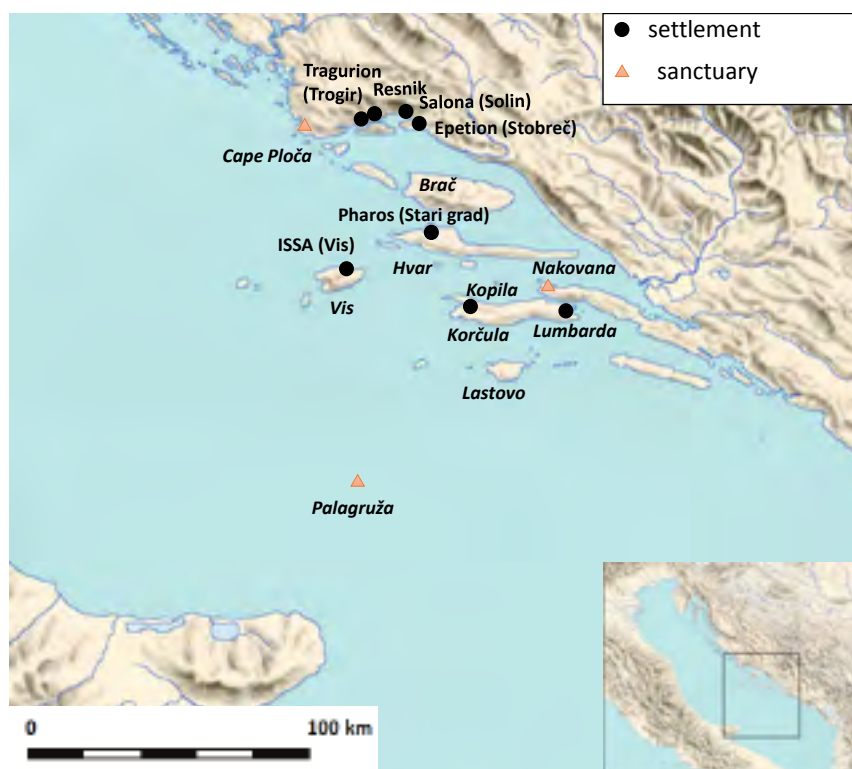 settlement
sanctuary
Tragurion
(Trogir)
Resnik
Salona (Solin)
Epetion (Stobreč)
Cape Ploča
Brač
Pharos (Stari grad)
ISSA (Vis)
Hvar
Nakovana
Vis
Kopila
Korčula
Lumbarda
Lastovo
Palagruža
0 100 km